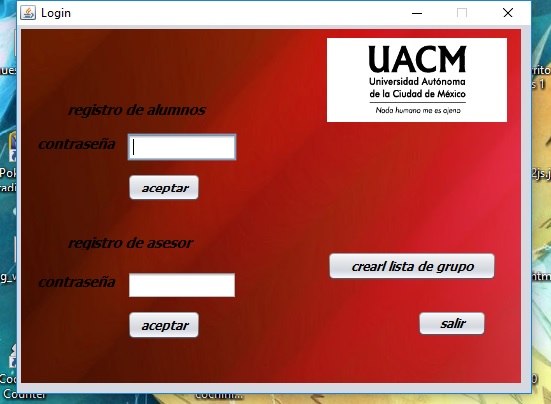 Login
UACM
Universidad Autónoma
de la Ciudad de México
Nada humano me es ajeno
registro de alumnos
contraseña
aceptar
registro de asesor
contraseña
aceptar
crearl lista de grupo
salir
Counter